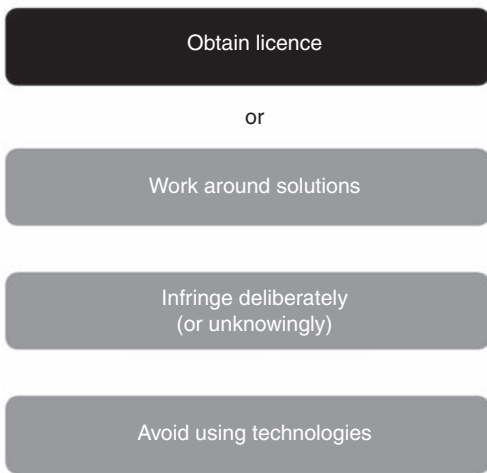 Obtain licence
or
Work around solutions
Infringe deliberately
(or unknowingly)
Avoid using technologies